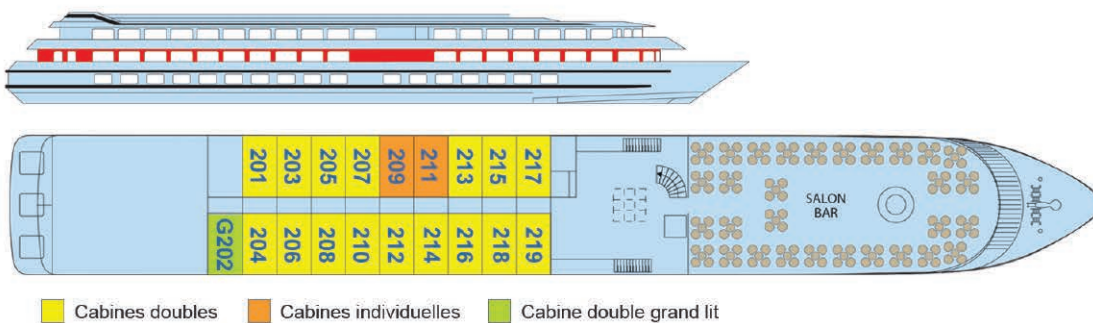 201 203 205 207 209 211 213 215 217
SALON
BAR
G202 204 206 208 210 212 214 216 218 219
Cabines doubles Cabines individuelles Cabine double grand lit